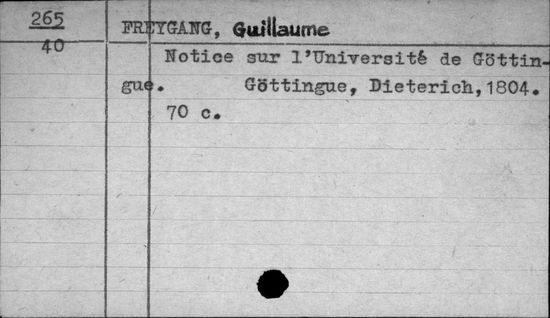 265
40
FREYGANG, Guillaume
Notice sur l'Université de Göttin-
gue. Göttingue, Dieterich, 1804.
70 c.